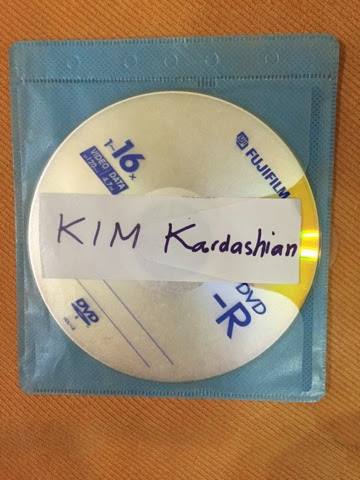 1-16x
VIDEO DATA
FUJIFILM
KIM Kardashian
DVD
DVD
-R